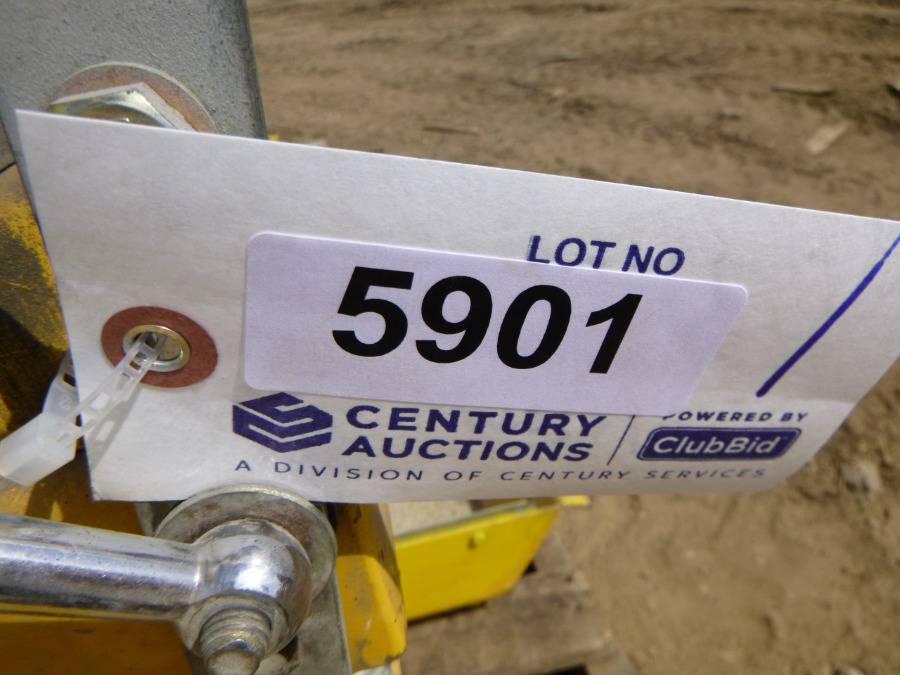 LOT NO
5901
CENTURY
AUCTIONS
POWERED BY
ClubBid
A DIVISION OF CENTURY SERVICES